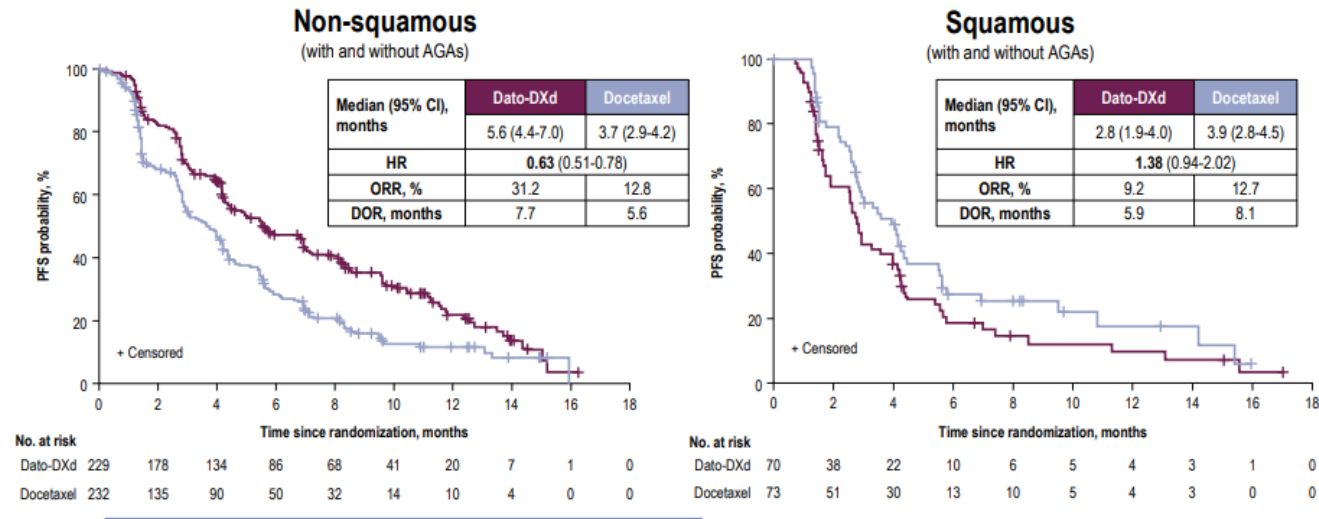 Non-squamous
(with and without AGAs)
Median (95% CI), months
Dato-DXd Docetaxel
5.6 (4.4-7.0) 3.7 (2.9-4.2)
HR 0.63 (0.51-0.78)
ORR, % 31.2 12.8
DOR, months 7.7 5.6
PFS probability, %
100
80
60
40
20
0
+ Censored
0 2 4 6 8 10 12 14 16 18
Time since randomization, months
No. at risk
Dato-DXd 229 178 134 86 68 41 20 7 1 0
Docetaxel 232 135 90 50 32 14 10 4 0 0
Squamous
(with and without AGAs)
Median (95% CI), months
Dato-DXd Docetaxel
2.8 (1.9-4.0) 3.9 (2.8-4.5)
HR 1.38 (0.94-2.02)
ORR, % 9.2 12.7
DOR, months 5.9 8.1
PFS probability, %
100
80
60
40
20
0
+ Censored
0 2 4 6 8 10 12 14 16 18
Time since randomization, months
No. at risk
Dato-DXd 70 38 22 10 6 5 4 3 1 0
Docetaxel 73 51 30 13 10 5 4 3 0 0